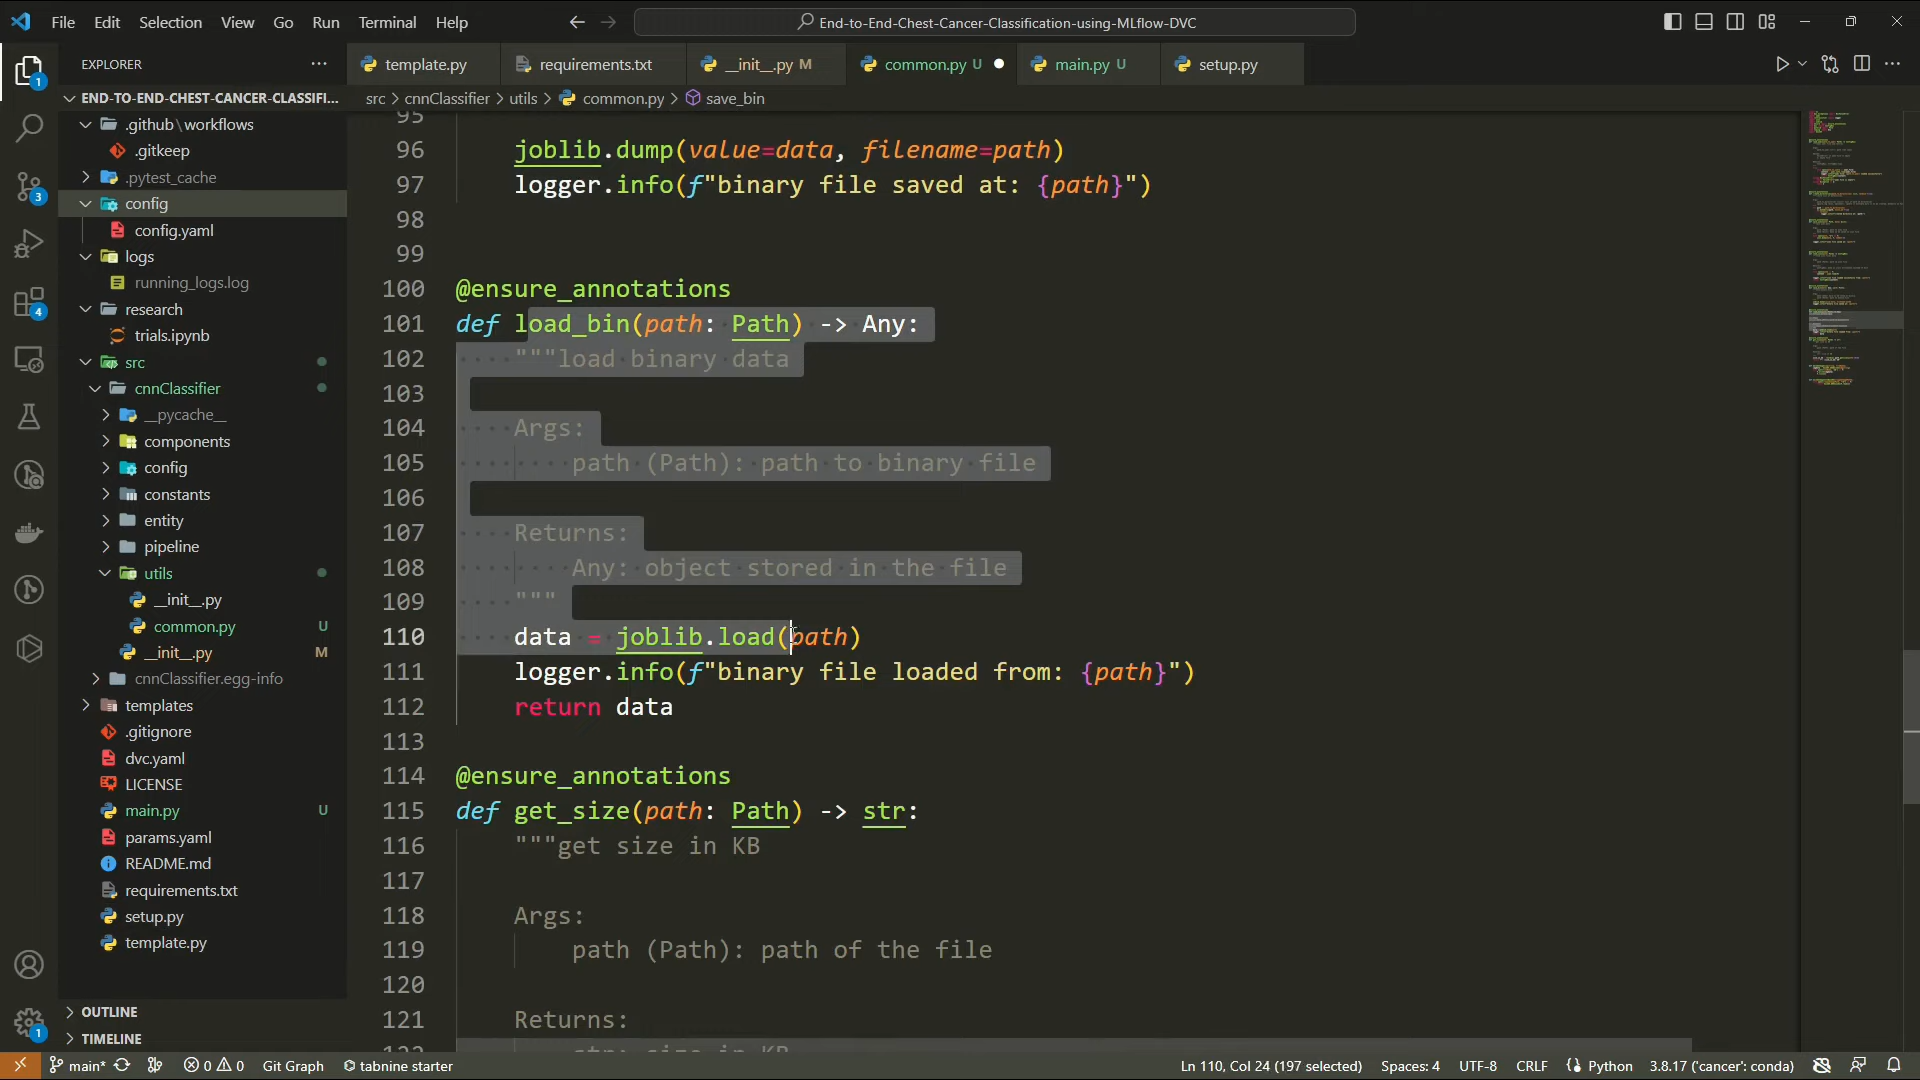 File Edit Selection View Go Run Terminal Help
End-to-End-Chest-Cancer-Classification-using-MLflow-DVC
EXPLORER
template.py requirements.txt __init__.py M common.py U main.py U setup.py
END-TO-END-CHEST-CANCER-CLASSIFI...
src > cnnClassifier > utils > common.py > save_bin
.github\workflows
.gitkeep
.pytest_cache
config
config.yaml
logs
running_logs.log
research
trials.ipynb
src
cnnClassifier
__pycache__
components
config
constants
entity
pipeline
utils
__init__.py
common.py U
__init__.py M
cnnClassifier.egg-info
templates
.gitignore
dvc.yaml
LICENSE
main.py U
params.yaml
README.md
requirements.txt
setup.py
template.py
OUTLINE
TIMELINE
1
3
4
1
95
96 joblib.dump(value=data, filename=path)
97 logger.info(f"binary file saved at: {path}")
98
99
100 @ensure_annotations
101 def load_bin(path: Path) -> Any:
102 """load binary data
103
104 Args:
105 path (Path): path to binary file
106
107 Returns:
108 Any: object stored in the file
109 """
110 data = joblib.load(path)
111 logger.info(f"binary file loaded from: {path}")
112 return data
113
114 @ensure_annotations
115 def get_size(path: Path) -> str:
116 """get size in KB
117
118 Args:
119 path (Path): path of the file
120
121 Returns:
122 str: size in KB
main* 0 0 Git Graph tabnine starter Ln 110, Col 24 (197 selected) Spaces: 4 UTF-8 CRLF Python 3.8.17 ('cancer': conda)